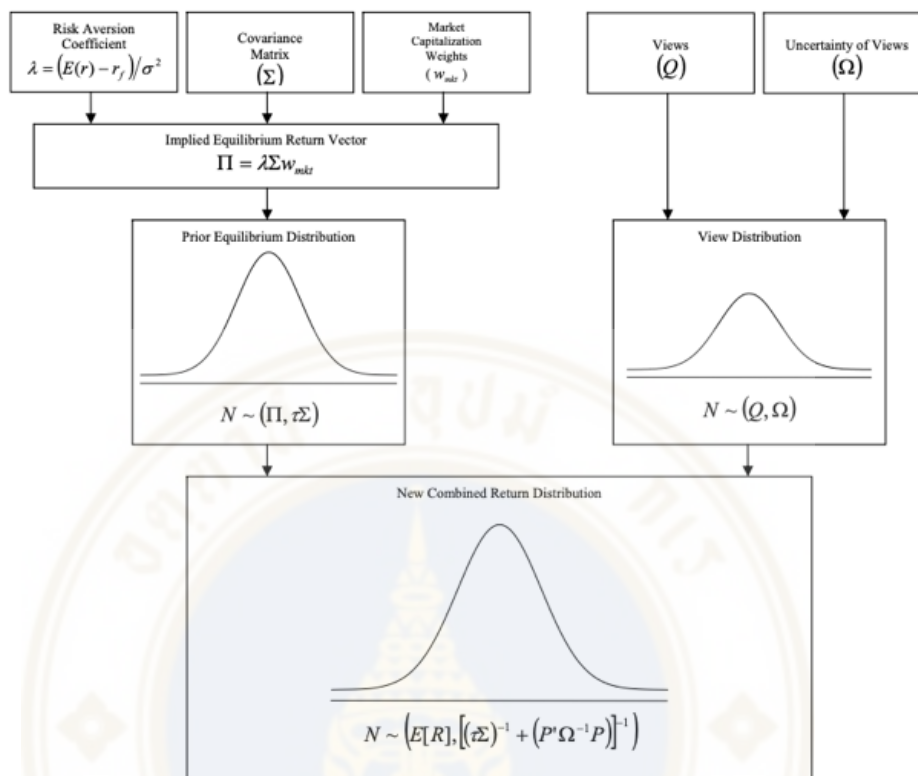 Risk Aversion
Coefficient
λ = (E(r) − r_f)/σ²
Covariance
Matrix
(Σ)
Market
Capitalization
Weights
(w_mkt)
Views
(Q)
Uncertainty of Views
(Ω)
Implied Equilibrium Return Vector
Π = λΣw_mkt
Prior Equilibrium Distribution
N ~ (Π, τΣ)
View Distribution
N ~ (Q, Ω)
New Combined Return Distribution
N ~ (E[R], [(τΣ)⁻¹ + (P'Ω⁻¹P)]⁻¹)